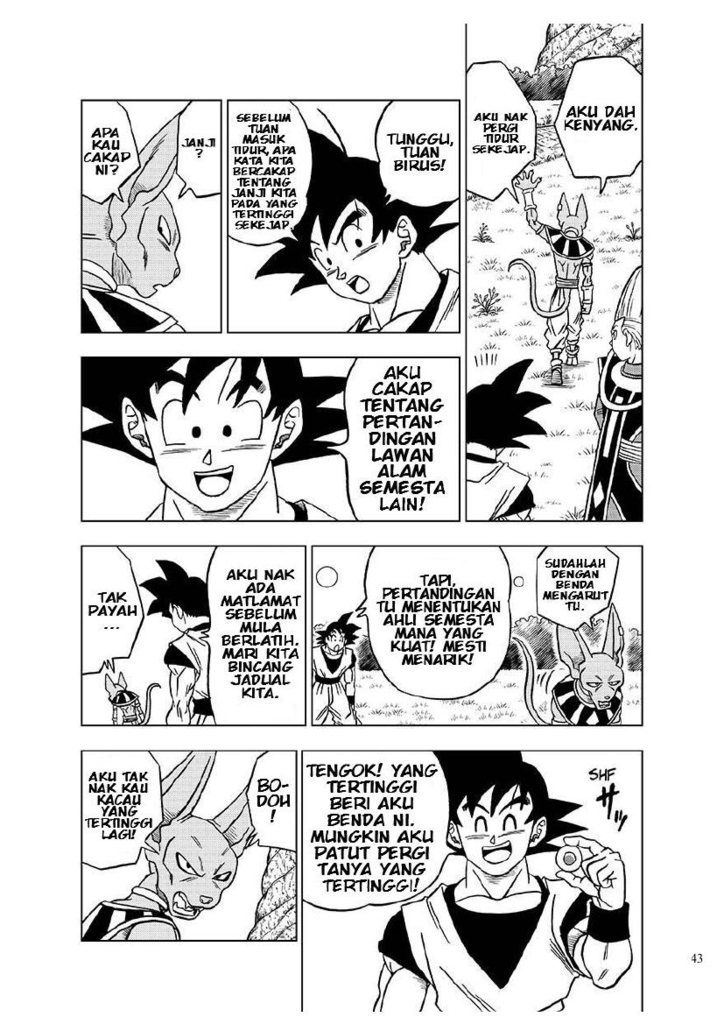 AKU DAH
KENYANG.
AKU NAK
PERGI
TIDUR
SEKEJAP.
TUNGGU,
TUAN
BIRUS!
SEBELUM
TUAN
MASUK
TIDUR, APA
KATA KITA
BERCAKAP
TENTANG
JANJI KITA
PADA YANG
TERTINGGI
SEKEJAP.
JANJI
?
APA
KAU
CAKAP
NI?
AKU
CAKAP
TENTANG
PERTAN-
DINGAN
LAWAN
ALAM
SEMESTA
LAIN!
SUDAHLAH
DENGAN
BENDA
MENGARUT
TU.
TAPI,
PERTANDINGAN
TU MENENTUKAN
AHLI SEMESTA
MANA YANG
KUAT! MESTI
MENARIK!
AKU NAK
ADA
MATLAMAT
SEBELUM
MULA
BERLATIH.
MARI KITA
BINCANG
JADUAL
KITA.
TAK
PAYAH
...
SHF
サッ
TENGOK! YANG
TERTINGGI
BERI AKU
BENDA NI.
MUNGKIN AKU
PATUT PERGI
TANYA YANG
TERTINGGI!
BO-
DOH
!
AKU TAK
NAK KAU
KACAU
YANG
TERTINGGI
LAGI!
43